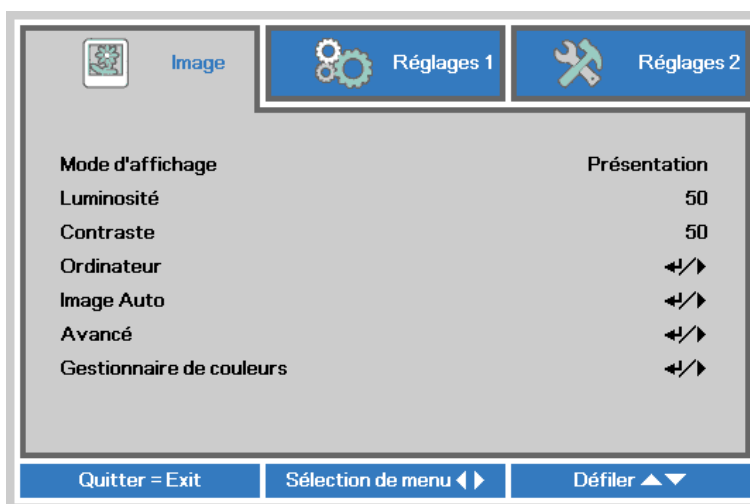 Image Réglages 1 Réglages 2
Mode d'affichage Présentation
Luminosité 50
Contraste 50
Ordinateur
Image Auto
Avancé
Gestionnaire de couleurs
Quitter = Exit Sélection de menu Défiler